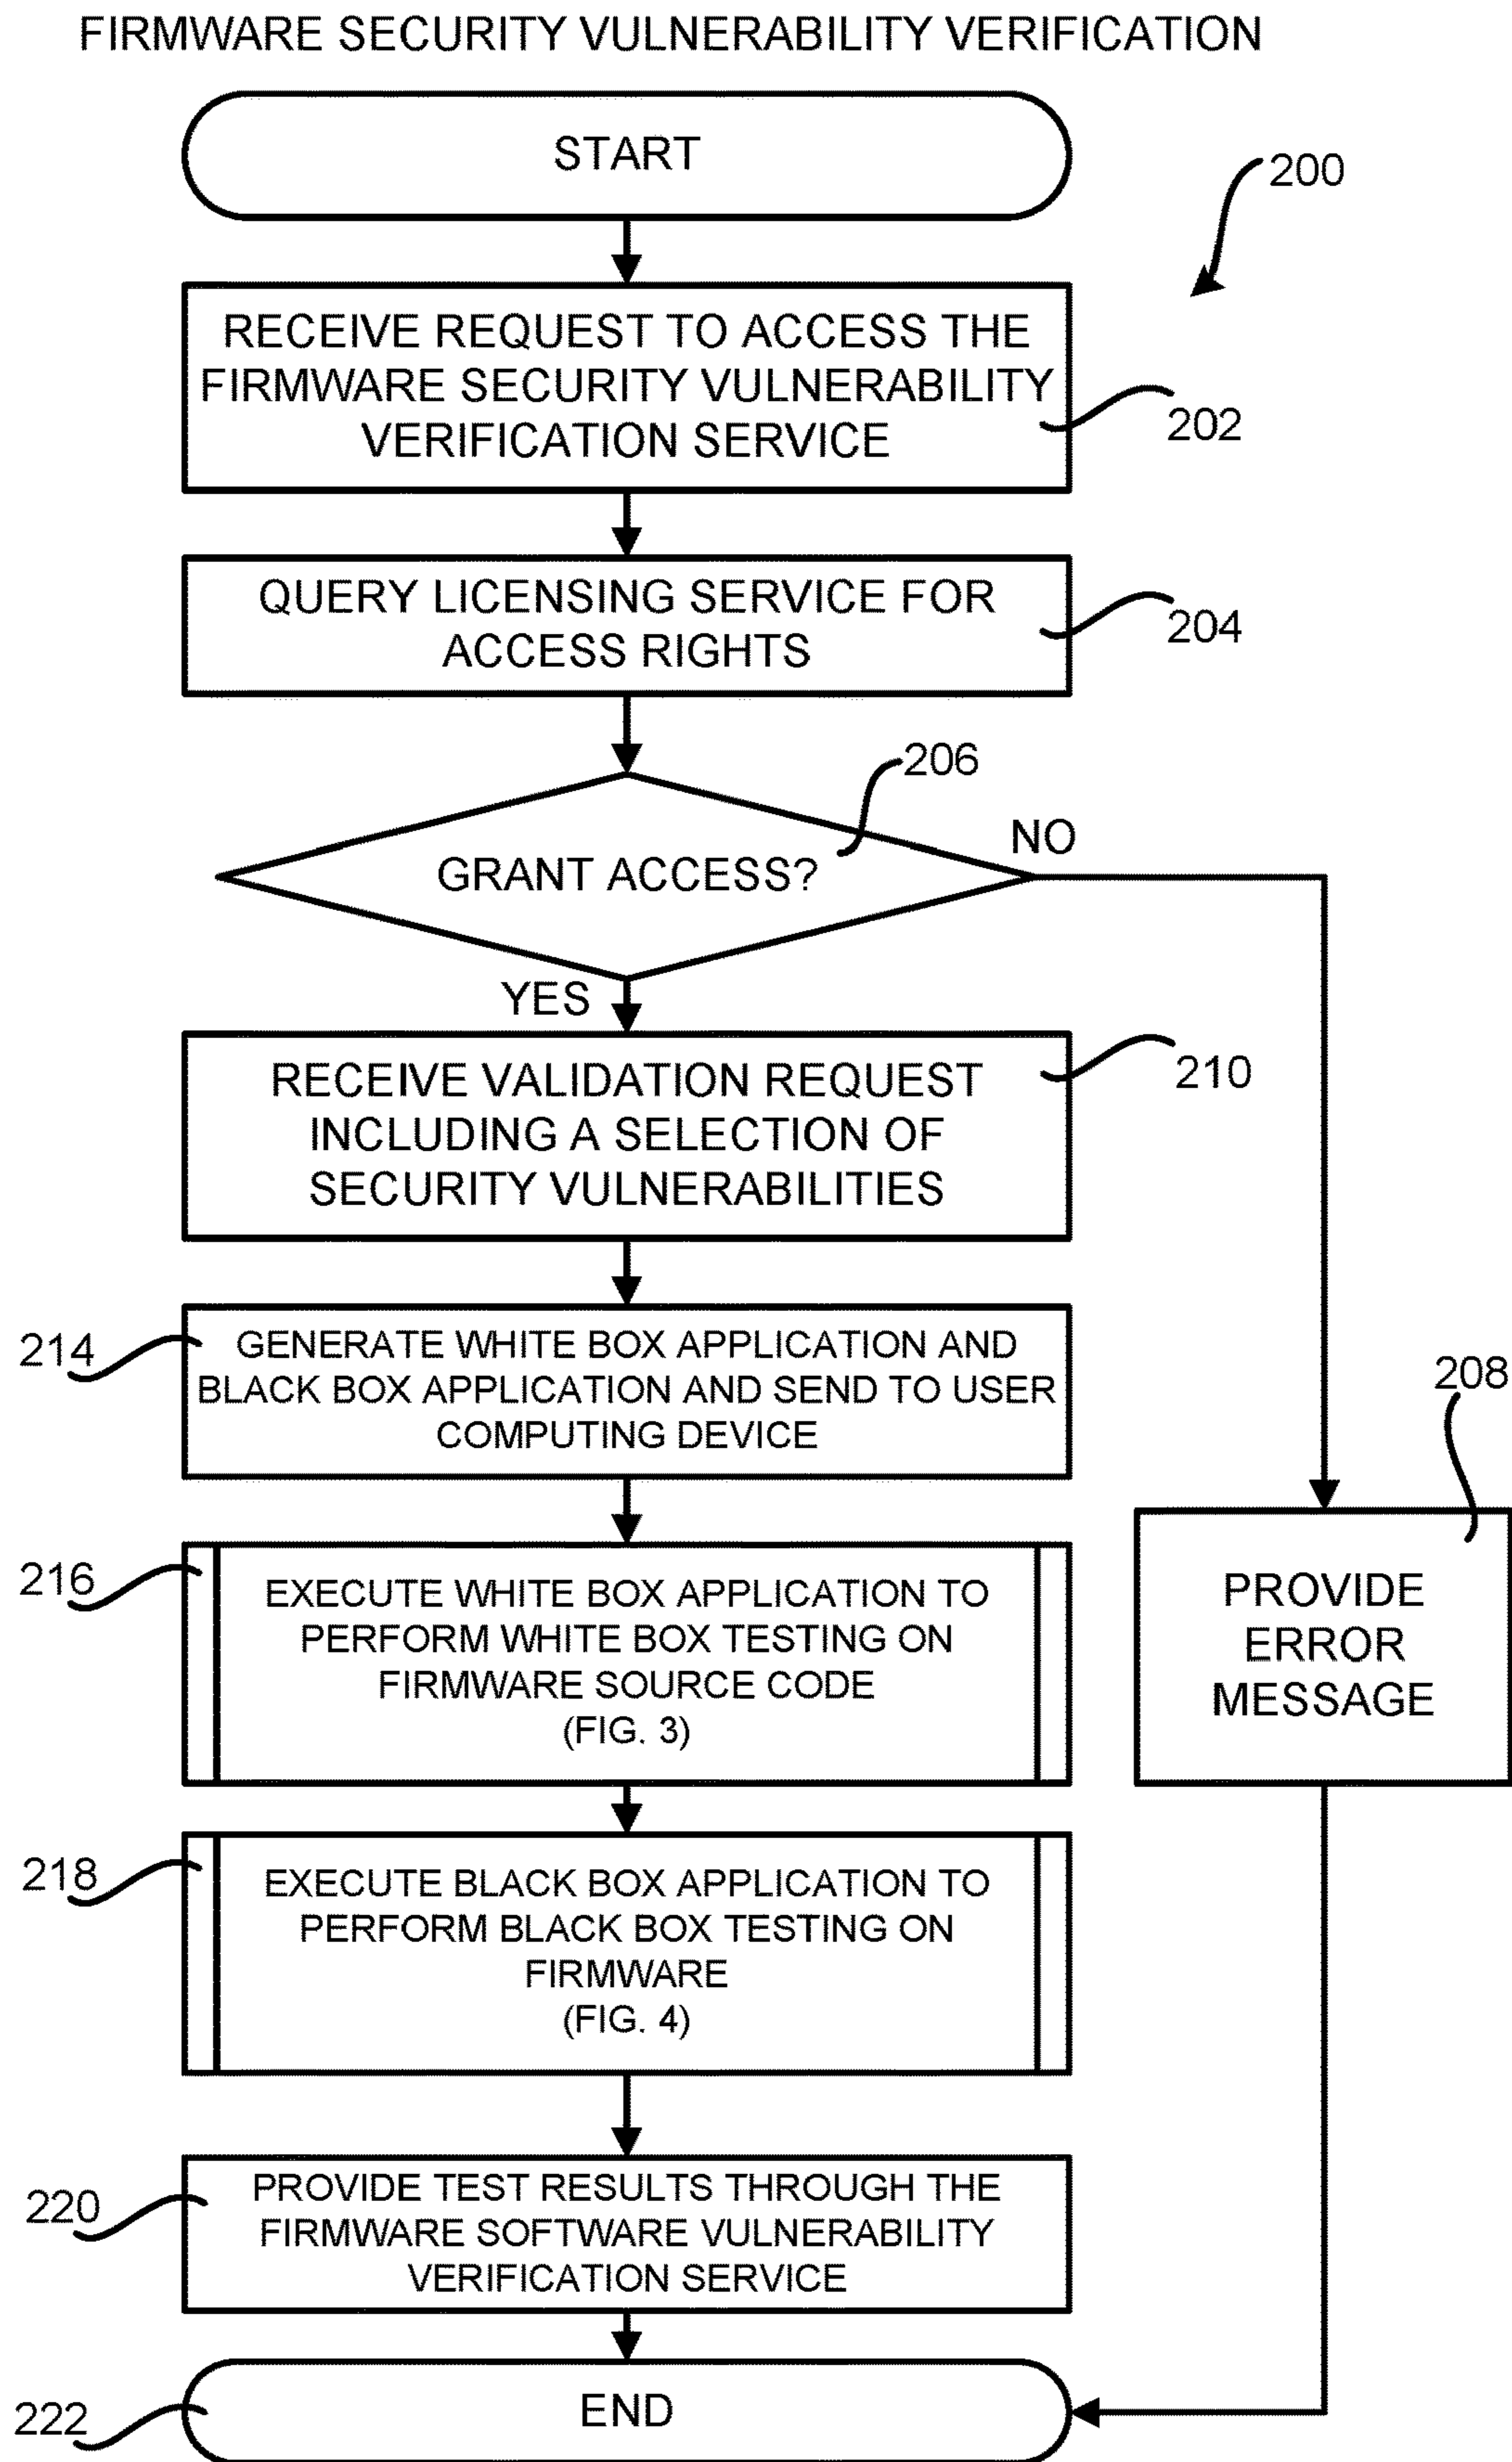 FIRMWARE SECURITY VULNERABILITY VERIFICATION
START
200
RECEIVE REQUEST TO ACCESS THE
FIRMWARE SECURITY VULNERABILITY
VERIFICATION SERVICE
202
QUERY LICENSING SERVICE FOR
ACCESS RIGHTS
204
206
GRANT ACCESS?
NO
YES
RECEIVE VALIDATION REQUEST
INCLUDING A SELECTION OF
SECURITY VULNERABILITIES
210
214
GENERATE WHITE BOX APPLICATION AND
BLACK BOX APPLICATION AND SEND TO USER
COMPUTING DEVICE
208
216
EXECUTE WHITE BOX APPLICATION TO
PERFORM WHITE BOX TESTING ON
FIRMWARE SOURCE CODE
(FIG. 3)
PROVIDE
ERROR
MESSAGE
218
EXECUTE BLACK BOX APPLICATION TO
PERFORM BLACK BOX TESTING ON
FIRMWARE
(FIG. 4)
220
PROVIDE TEST RESULTS THROUGH THE
FIRMWARE SOFTWARE VULNERABILITY
VERIFICATION SERVICE
222
END